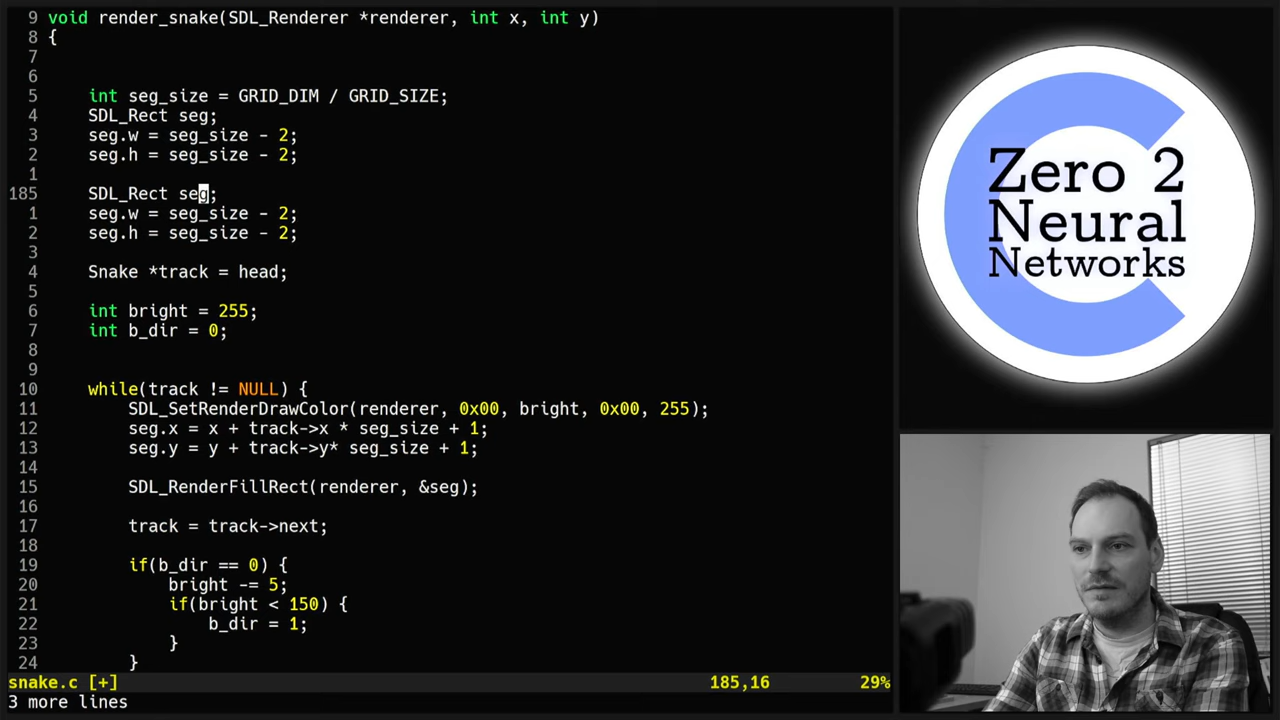 9 void render_snake(SDL_Renderer *renderer, int x, int y)
8 {
7
6
5     int seg_size = GRID_DIM / GRID_SIZE;
4     SDL_Rect seg;
3     seg.w = seg_size - 2;
2     seg.h = seg_size - 2;
1
185     SDL_Rect seg;
1     seg.w = seg_size - 2;
2     seg.h = seg_size - 2;
3
4     Snake *track = head;
5
6     int bright = 255;
7     int b_dir = 0;
8
9
10     while(track != NULL) {
11         SDL_SetRenderDrawColor(renderer, 0x00, bright, 0x00, 255);
12         seg.x = x + track->x * seg_size + 1;
13         seg.y = y + track->y* seg_size + 1;
14
15         SDL_RenderFillRect(renderer, &seg);
16
17         track = track->next;
18
19         if(b_dir == 0) {
20             bright -= 5;
21             if(bright < 150) {
22                 b_dir = 1;
23             }
24         }
snake.c [+] 185,16 29%
3 more lines
Zero 2
Neural
Networks